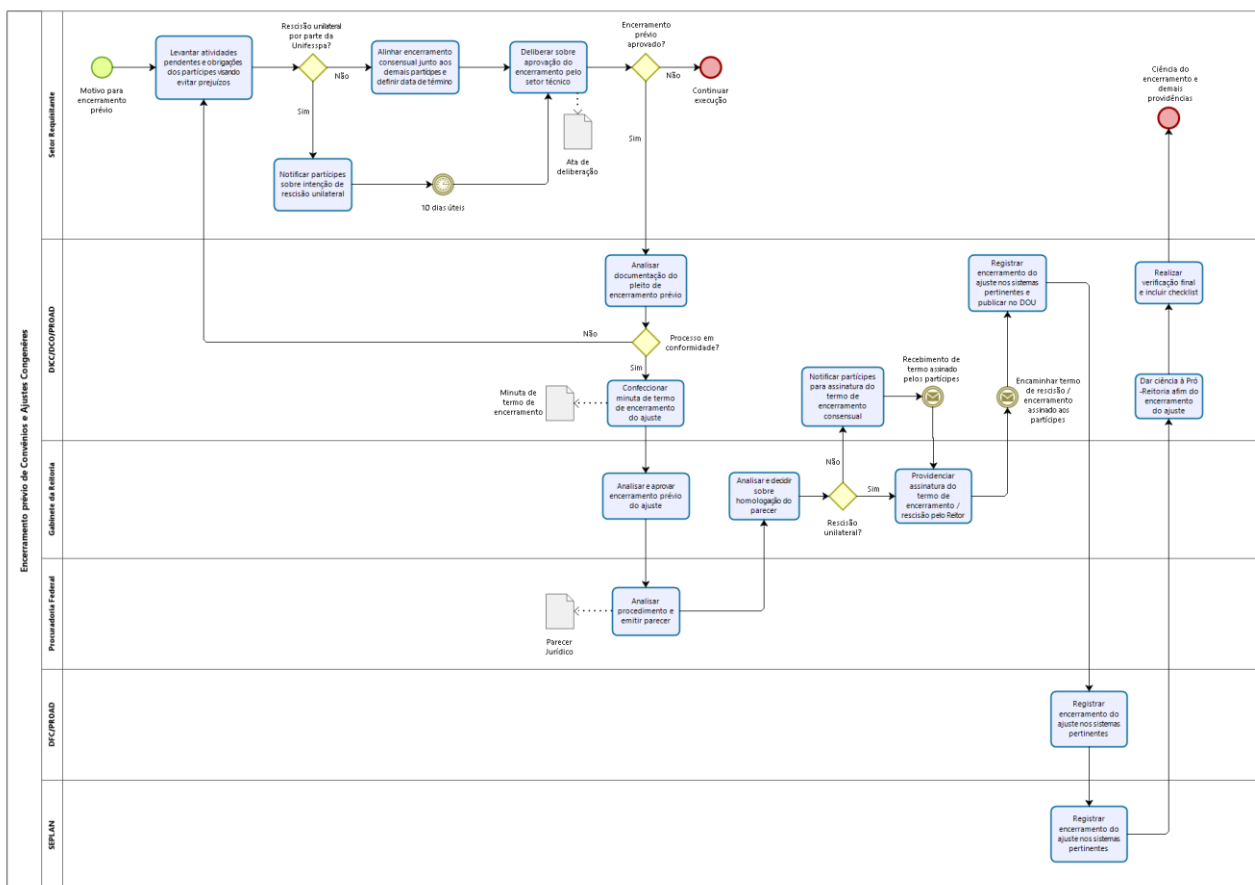 Encerramento prévio de Convênios e Ajustes Congenêres
Setor Requisitante
Motivo para
encerramento
prévio
Levantar atividades
pendentes e obrigações
dos partícipes visando
evitar prejuízos
Rescisão unilateral
por parte da
Unifesspa?
Não
Sim
Alinhar encerramento
consensual junto aos
demais partícipes e
definir data de término
Notificar partícipes
sobre intenção de
rescisão unilateral
10 dias úteis
Deliberar sobre
aprovação do
encerramento pelo
setor técnico
Ata de
deliberação
Encerramento
prévio
aprovado?
Não
Sim
Continuar
execução
Ciência do
encerramento e
demais
providências
DICC/DCO/PROAD
Analisar
documentação do
pleito de
encerramento prévio
Processo em
conformidade?
Não
Sim
Confeccionar
minuta de termo
de encerramento
do ajuste
Minuta de
termo de
encerramento
Notificar partícipes
para assinatura do
termo de
encerramento
consensual
Recebimento de
termo assinado
pelos partícipes
Registrar
encerramento do
ajuste nos sistemas
pertinentes e
publicar no DOU
Encaminhar termo
de rescisão /
encerramento
assinado aos
partícipes
Realizar
verificação final
e incluir checklist
Dar ciência à Pró
-Reitoria afim do
encerramento
do ajuste
Gabinete da Reitoria
Analisar e aprovar
encerramento prévio
do ajuste
Analisar e decidir
sobre
homologação do
parecer
Rescisão
unilateral?
Não
Sim
Providenciar
assinatura do
termo de
encerramento /
rescisão pelo Reitor
Procuradoria Federal
Analisar
procedimento e
emitir parecer
Parecer
Jurídico
DFC/PROAD
Registrar
encerramento do
ajuste nos sistemas
pertinentes
SEPLAN
Registrar
encerramento do
ajuste nos sistemas
pertinentes